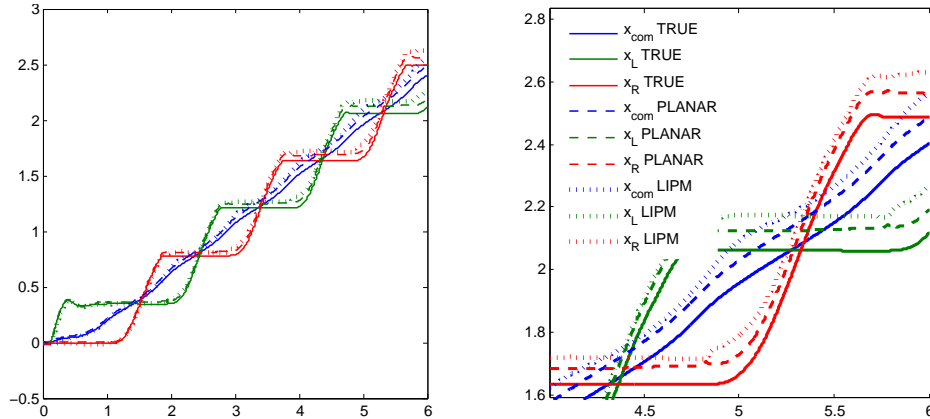 3
2.5
2
1.5
1
0.5
0
−0.5
0 1 2 3 4 5 6
2.8
2.6
2.4
2.2
2
1.8
1.6
4.5 5 5.5 6
x_com TRUE
x_L TRUE
x_R TRUE
x_com PLANAR
x_L PLANAR
x_R PLANAR
x_com LIPM
x_L LIPM
x_R LIPM